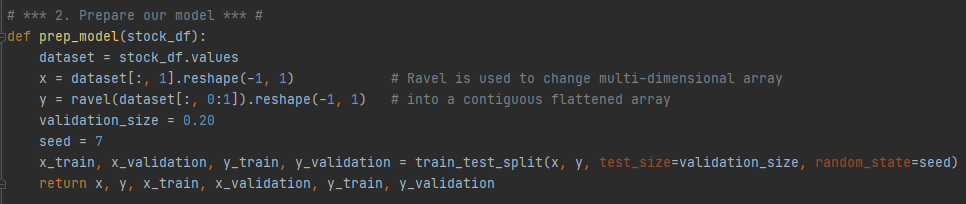 # *** 2. Prepare our model *** #
def prep_model(stock_df):
    dataset = stock_df.values
    x = dataset[:, 1].reshape(-1, 1)                # Ravel is used to change multi-dimensional array
    y = ravel(dataset[:, 0:1]).reshape(-1, 1)   # into a contiguous flattened array
    validation_size = 0.20
    seed = 7
    x_train, x_validation, y_train, y_validation = train_test_split(x, y, test_size=validation_size, random_state=seed)
    return x, y, x_train, x_validation, y_train, y_validation